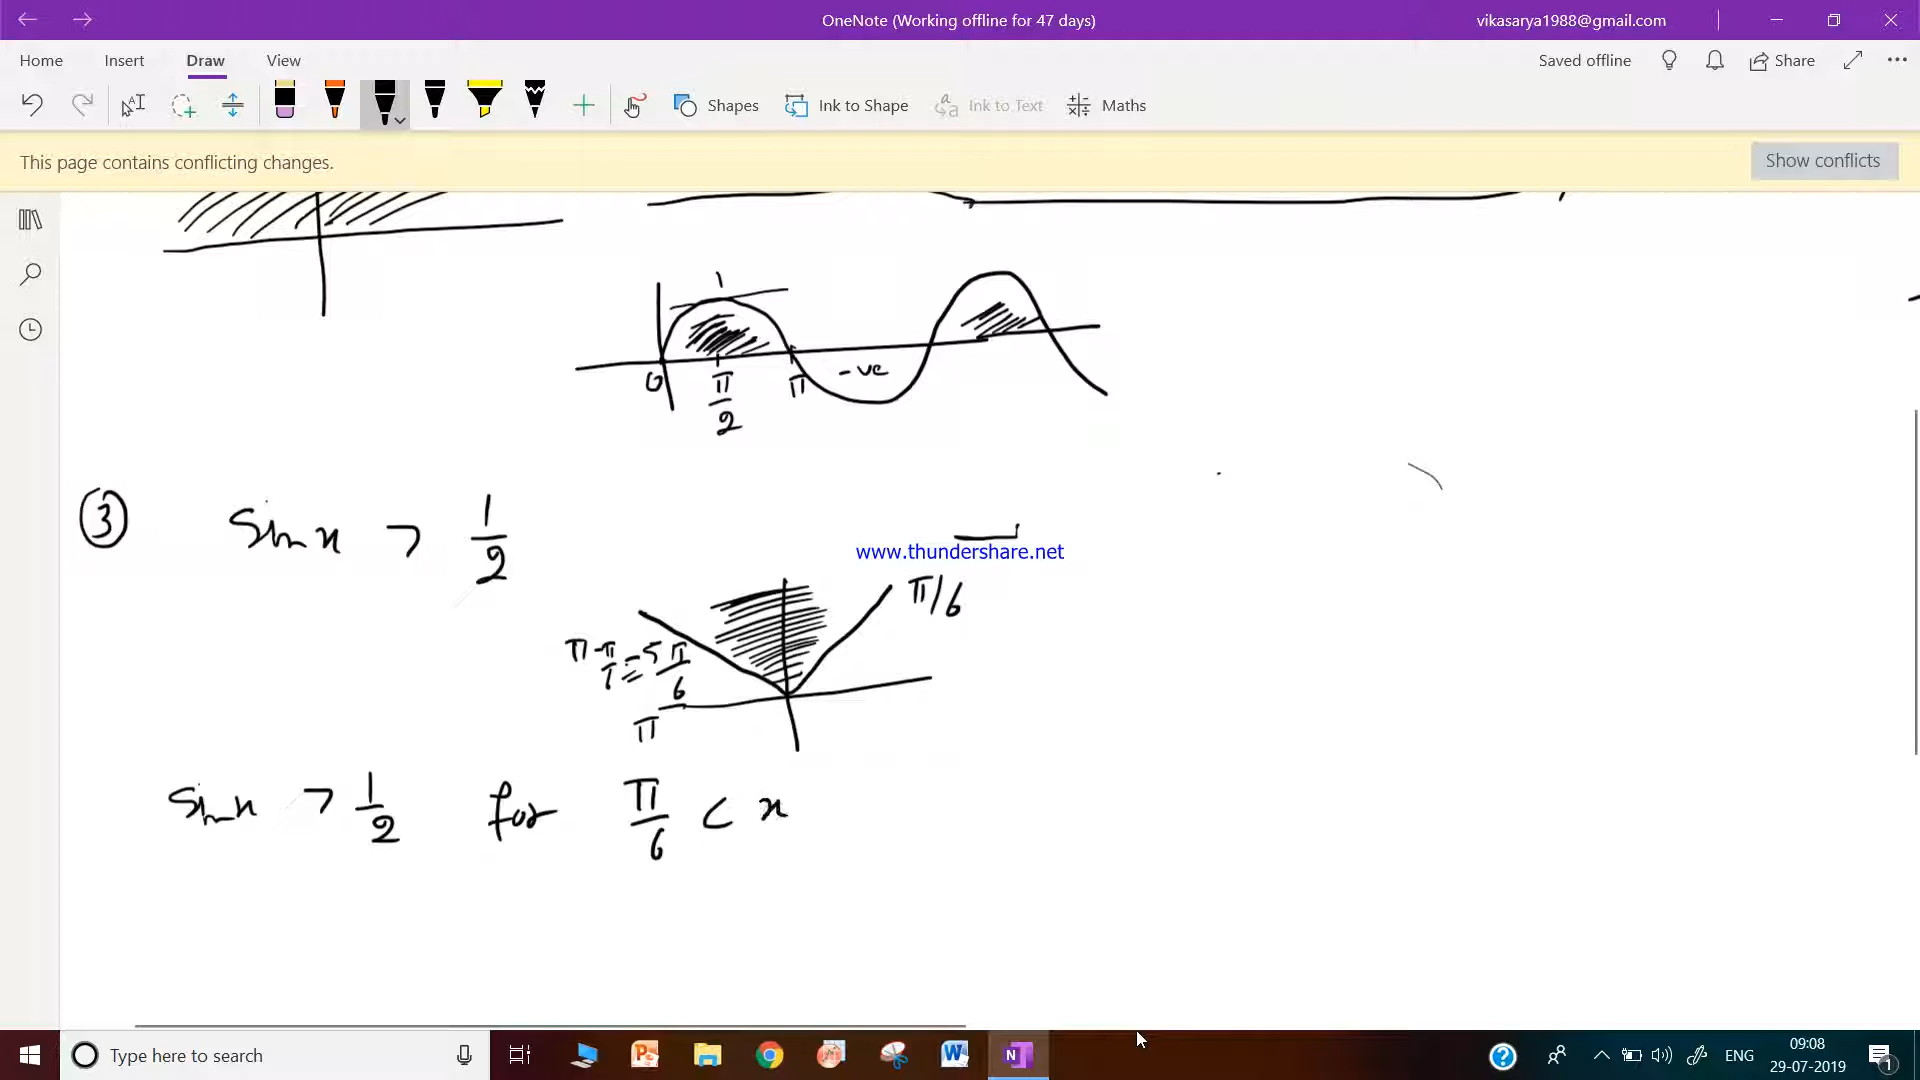 OneNote (Working offline for 47 days)
vikasarya1988@gmail.com
Home Insert Draw View
Saved offline
Share
Shapes
Ink to Shape
Ink to Text
Maths
This page contains conflicting changes.
Show conflicts
1
0
π/2
π
-ve
③ Sin x > 1/2
www.thundershare.net
π/6
= 5π/6
π
Sin x > 1/2 for π/6 < x
Type here to search
ENG
09:08
29-07-2019
1